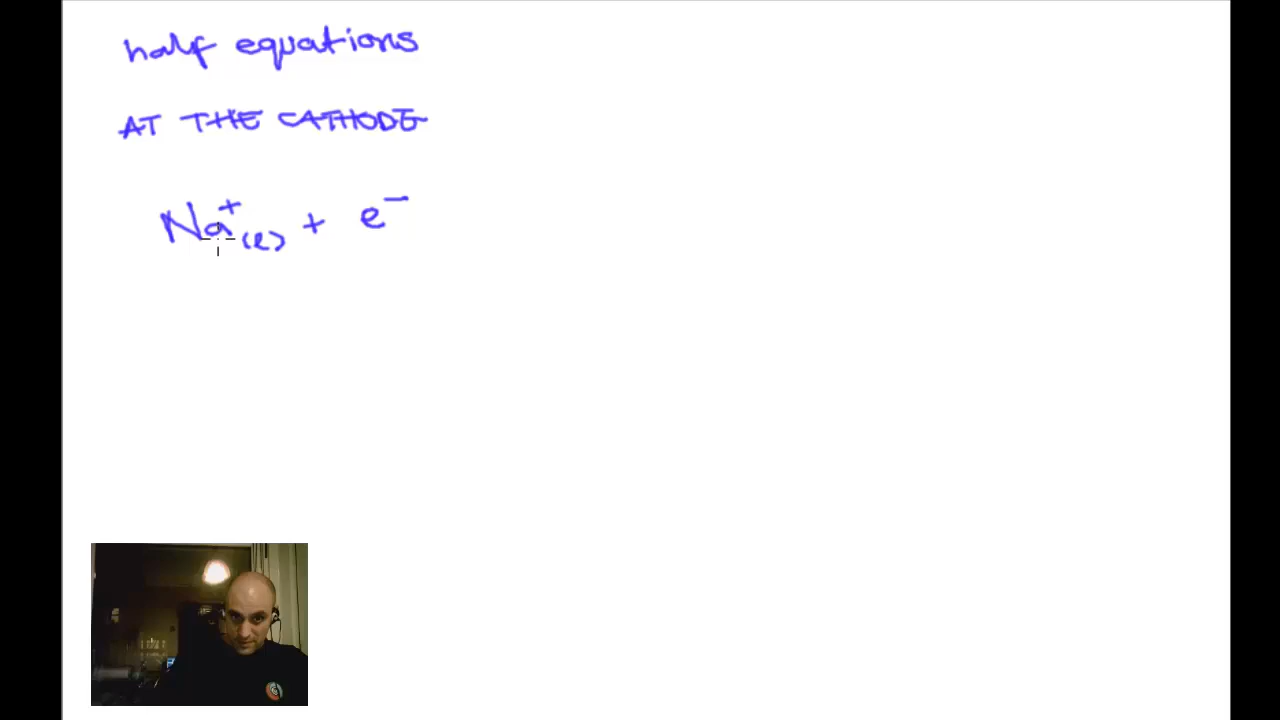 half equations
AT THE CATHODE
Na⁺(l) + e⁻